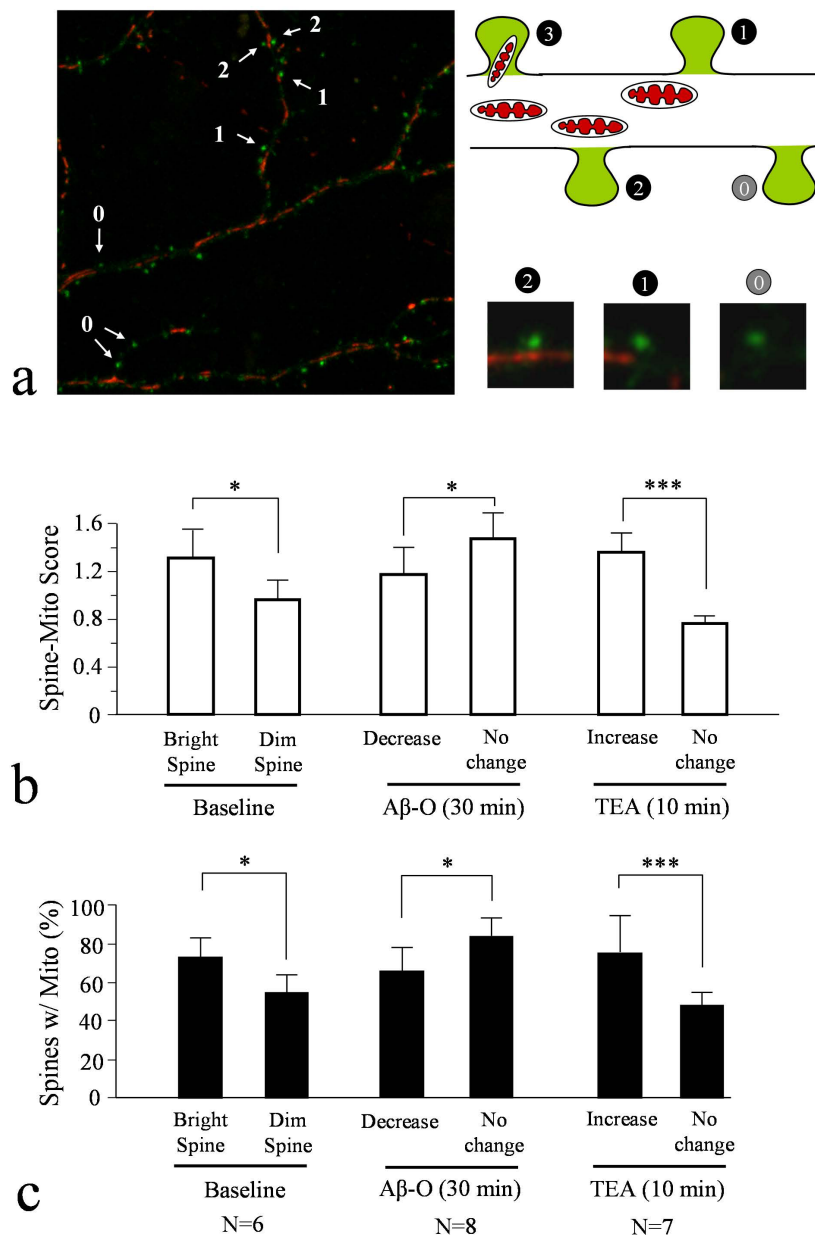 2
2
1
1
0
0
a
3
1
2
0
2
1
0
* * ***
Spine-Mito Score
1.6
1.2
0.8
0.4
0
Bright Spine
Dim Spine
Decrease
No change
Increase
No change
Baseline
Aβ-O (30 min)
TEA (10 min)
b
* * ***
Spines w/ Mito (%)
100
80
60
40
20
0
Bright Spine
Dim Spine
Decrease
No change
Increase
No change
Baseline
Aβ-O (30 min)
TEA (10 min)
c
N=6
N=8
N=7